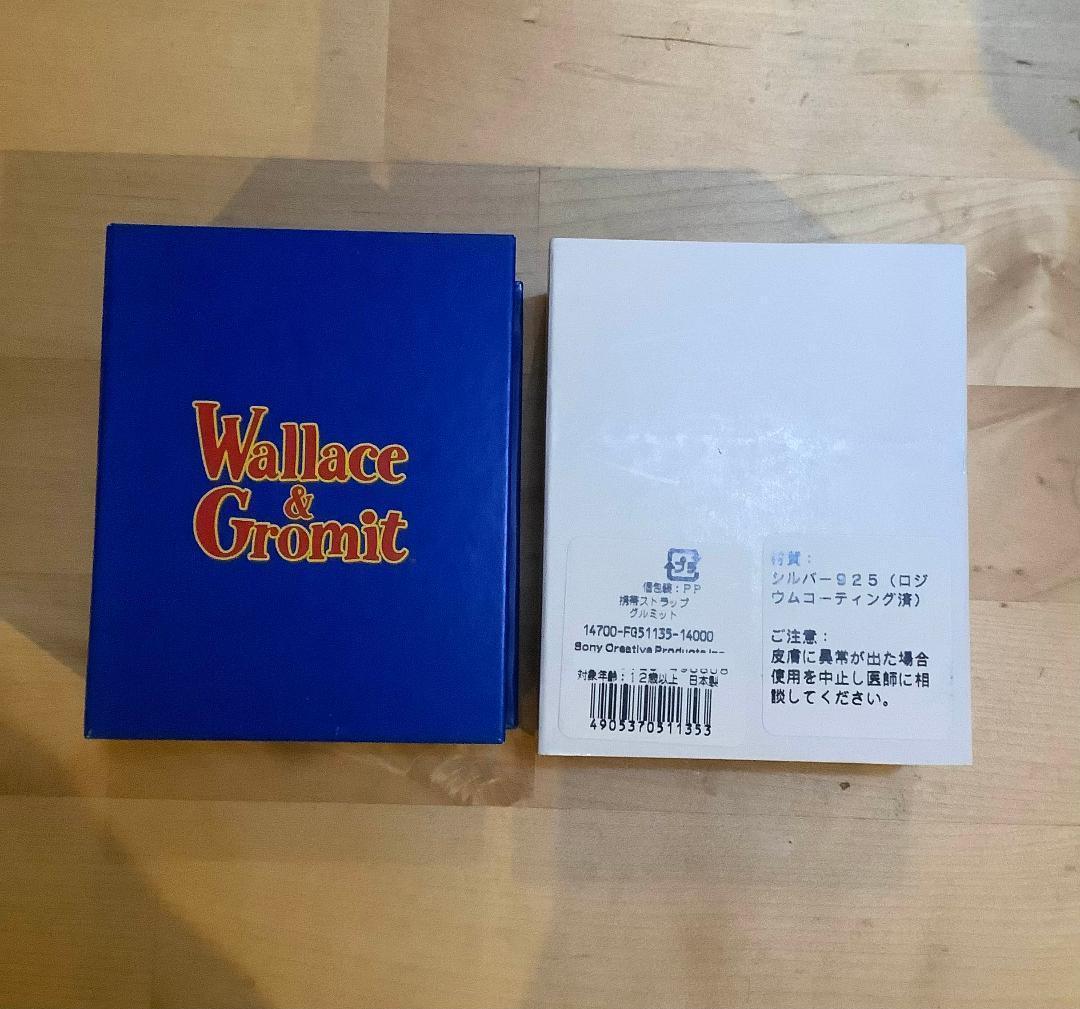 Wallace
&
Gromit
プラ
個包装：PP
携帯ストラップ
グルミット
14700-FG51135-14000
Sony Creative Products Inc.
対象年齢：12歳以上 日本製
4905370511353
材質：
シルバー925（ロジ
ウムコーティング済）
ご注意：
皮膚に異常が出た場合
使用を中止し医師に相
談してください。